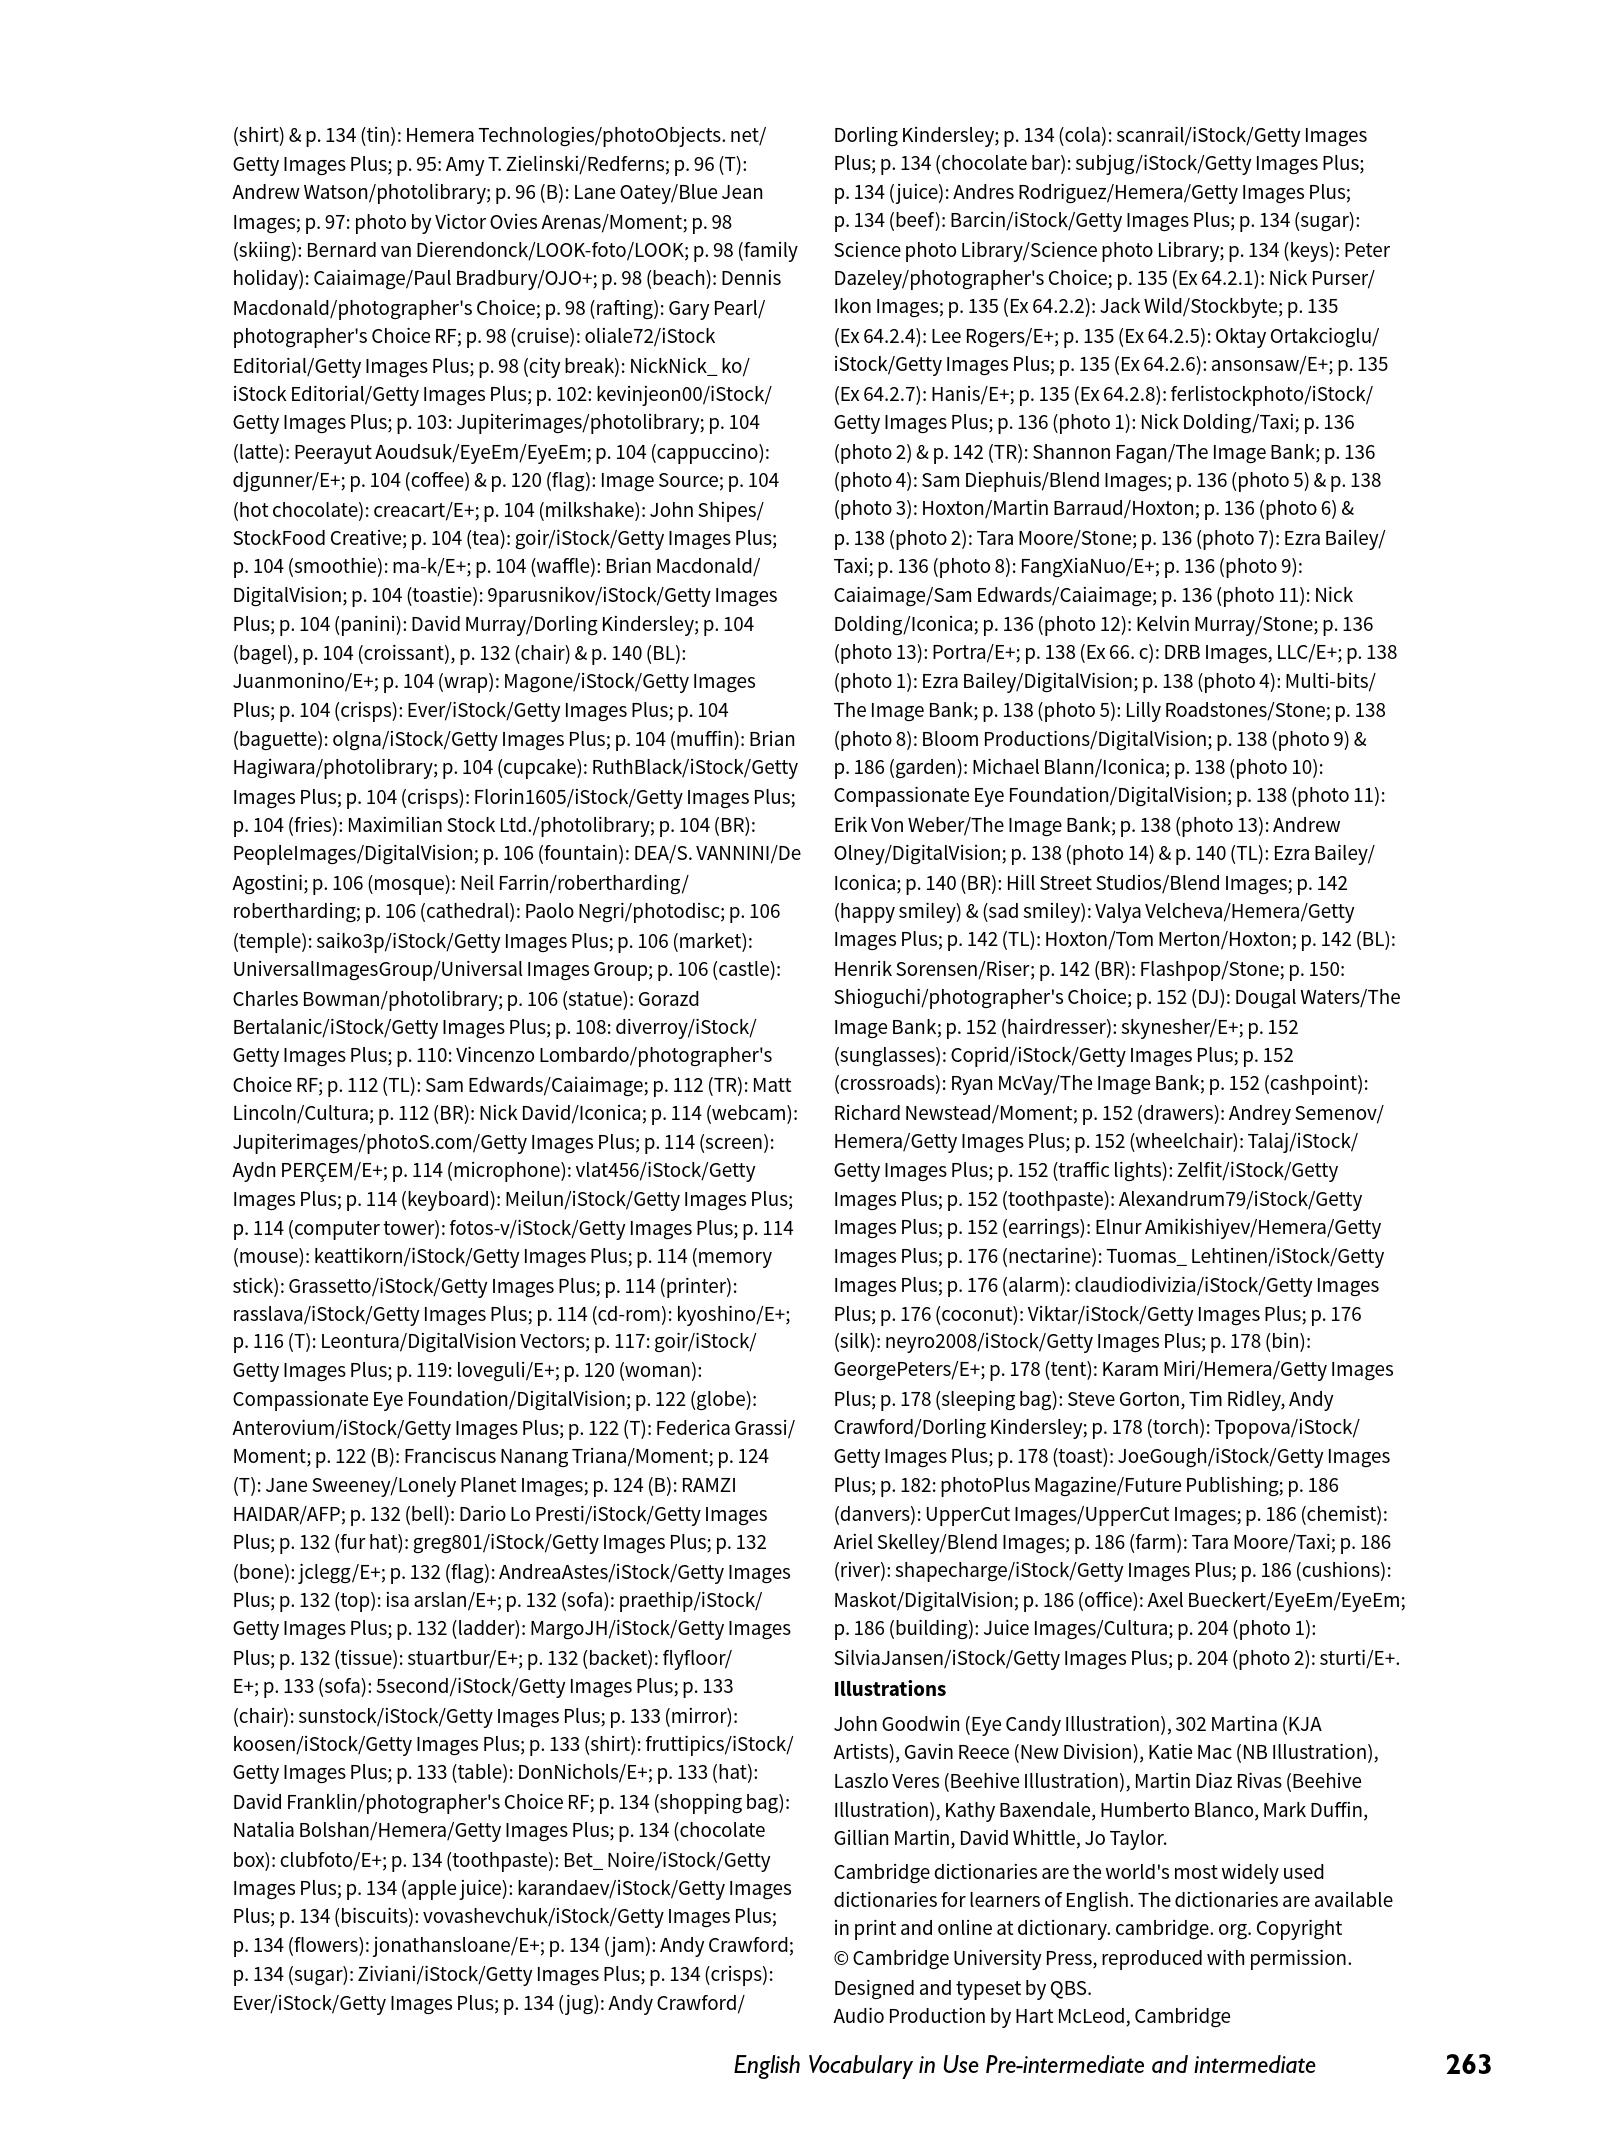 (shirt) & p. 134 (tin): Hemera Technologies/photoObjects. net/
Getty Images Plus; p. 95: Amy T. Zielinski/Redferns; p. 96 (T):
Andrew Watson/photolibrary; p. 96 (B): Lane Oatey/Blue Jean
Images; p. 97: photo by Victor Ovies Arenas/Moment; p. 98
(skiing): Bernard van Dierendonck/LOOK-foto/LOOK; p. 98 (family
holiday): Caiaimage/Paul Bradbury/OJO+; p. 98 (beach): Dennis
Macdonald/photographer's Choice; p. 98 (rafting): Gary Pearl/
photographer's Choice RF; p. 98 (cruise): oliale72/iStock
Editorial/Getty Images Plus; p. 98 (city break): NickNick_ ko/
iStock Editorial/Getty Images Plus; p. 102: kevinjeon00/iStock/
Getty Images Plus; p. 103: Jupiterimages/photolibrary; p. 104
(latte): Peerayut Aoudsuk/EyeEm/EyeEm; p. 104 (cappuccino):
djgunner/E+; p. 104 (coffee) & p. 120 (flag): Image Source; p. 104
(hot chocolate): creacart/E+; p. 104 (milkshake): John Shipes/
StockFood Creative; p. 104 (tea): goir/iStock/Getty Images Plus;
p. 104 (smoothie): ma-k/E+; p. 104 (waffle): Brian Macdonald/
DigitalVision; p. 104 (toastie): 9parusnikov/iStock/Getty Images
Plus; p. 104 (panini): David Murray/Dorling Kindersley; p. 104
(bagel), p. 104 (croissant), p. 132 (chair) & p. 140 (BL):
Juanmonino/E+; p. 104 (wrap): Magone/iStock/Getty Images
Plus; p. 104 (crisps): Ever/iStock/Getty Images Plus; p. 104
(baguette): olgna/iStock/Getty Images Plus; p. 104 (muffin): Brian
Hagiwara/photolibrary; p. 104 (cupcake): RuthBlack/iStock/Getty
Images Plus; p. 104 (crisps): Florin1605/iStock/Getty Images Plus;
p. 104 (fries): Maximilian Stock Ltd./photolibrary; p. 104 (BR):
PeopleImages/DigitalVision; p. 106 (fountain): DEA/S. VANNINI/De
Agostini; p. 106 (mosque): Neil Farrin/robertharding/
robertharding; p. 106 (cathedral): Paolo Negri/photodisc; p. 106
(temple): saiko3p/iStock/Getty Images Plus; p. 106 (market):
UniversalImagesGroup/Universal Images Group; p. 106 (castle):
Charles Bowman/photolibrary; p. 106 (statue): Gorazd
Bertalanic/iStock/Getty Images Plus; p. 108: diverroy/iStock/
Getty Images Plus; p. 110: Vincenzo Lombardo/photographer's
Choice RF; p. 112 (TL): Sam Edwards/Caiaimage; p. 112 (TR): Matt
Lincoln/Cultura; p. 112 (BR): Nick David/Iconica; p. 114 (webcam):
Jupiterimages/photoS.com/Getty Images Plus; p. 114 (screen):
Aydn PERÇEM/E+; p. 114 (microphone): vlat456/iStock/Getty
Images Plus; p. 114 (keyboard): Meilun/iStock/Getty Images Plus;
p. 114 (computer tower): fotos-v/iStock/Getty Images Plus; p. 114
(mouse): keattikorn/iStock/Getty Images Plus; p. 114 (memory
stick): Grassetto/iStock/Getty Images Plus; p. 114 (printer):
rasslava/iStock/Getty Images Plus; p. 114 (cd-rom): kyoshino/E+;
p. 116 (T): Leontura/DigitalVision Vectors; p. 117: goir/iStock/
Getty Images Plus; p. 119: loveguli/E+; p. 120 (woman):
Compassionate Eye Foundation/DigitalVision; p. 122 (globe):
Anterovium/iStock/Getty Images Plus; p. 122 (T): Federica Grassi/
Moment; p. 122 (B): Franciscus Nanang Triana/Moment; p. 124
(T): Jane Sweeney/Lonely Planet Images; p. 124 (B): RAMZI
HAIDAR/AFP; p. 132 (bell): Dario Lo Presti/iStock/Getty Images
Plus; p. 132 (fur hat): greg801/iStock/Getty Images Plus; p. 132
(bone): jclegg/E+; p. 132 (flag): AndreaAstes/iStock/Getty Images
Plus; p. 132 (top): isa arslan/E+; p. 132 (sofa): praethip/iStock/
Getty Images Plus; p. 132 (ladder): MargoJH/iStock/Getty Images
Plus; p. 132 (tissue): stuartbur/E+; p. 132 (backet): flyfloor/
E+; p. 133 (sofa): 5second/iStock/Getty Images Plus; p. 133
(chair): sunstock/iStock/Getty Images Plus; p. 133 (mirror):
koosen/iStock/Getty Images Plus; p. 133 (shirt): fruttipics/iStock/
Getty Images Plus; p. 133 (table): DonNichols/E+; p. 133 (hat):
David Franklin/photographer's Choice RF; p. 134 (shopping bag):
Natalia Bolshan/Hemera/Getty Images Plus; p. 134 (chocolate
box): clubfoto/E+; p. 134 (toothpaste): Bet_ Noire/iStock/Getty
Images Plus; p. 134 (apple juice): karandaev/iStock/Getty Images
Plus; p. 134 (biscuits): vovashevchuk/iStock/Getty Images Plus;
p. 134 (flowers): jonathansloane/E+; p. 134 (jam): Andy Crawford;
p. 134 (sugar): Ziviani/iStock/Getty Images Plus; p. 134 (crisps):
Ever/iStock/Getty Images Plus; p. 134 (jug): Andy Crawford/
Dorling Kindersley; p. 134 (cola): scanrail/iStock/Getty Images
Plus; p. 134 (chocolate bar): subjug/iStock/Getty Images Plus;
p. 134 (juice): Andres Rodriguez/Hemera/Getty Images Plus;
p. 134 (beef): Barcin/iStock/Getty Images Plus; p. 134 (sugar):
Science photo Library/Science photo Library; p. 134 (keys): Peter
Dazeley/photographer's Choice; p. 135 (Ex 64.2.1): Nick Purser/
Ikon Images; p. 135 (Ex 64.2.2): Jack Wild/Stockbyte; p. 135
(Ex 64.2.4): Lee Rogers/E+; p. 135 (Ex 64.2.5): Oktay Ortakcioglu/
iStock/Getty Images Plus; p. 135 (Ex 64.2.6): ansonsaw/E+; p. 135
(Ex 64.2.7): Hanis/E+; p. 135 (Ex 64.2.8): ferlistockphoto/iStock/
Getty Images Plus; p. 136 (photo 1): Nick Dolding/Taxi; p. 136
(photo 2) & p. 142 (TR): Shannon Fagan/The Image Bank; p. 136
(photo 4): Sam Diephuis/Blend Images; p. 136 (photo 5) & p. 138
(photo 3): Hoxton/Martin Barraud/Hoxton; p. 136 (photo 6) &
p. 138 (photo 2): Tara Moore/Stone; p. 136 (photo 7): Ezra Bailey/
Taxi; p. 136 (photo 8): FangXiaNuo/E+; p. 136 (photo 9):
Caiaimage/Sam Edwards/Caiaimage; p. 136 (photo 11): Nick
Dolding/Iconica; p. 136 (photo 12): Kelvin Murray/Stone; p. 136
(photo 13): Portra/E+; p. 138 (Ex 66. c): DRB Images, LLC/E+; p. 138
(photo 1): Ezra Bailey/DigitalVision; p. 138 (photo 4): Multi-bits/
The Image Bank; p. 138 (photo 5): Lilly Roadstones/Stone; p. 138
(photo 8): Bloom Productions/DigitalVision; p. 138 (photo 9) &
p. 186 (garden): Michael Blann/Iconica; p. 138 (photo 10):
Compassionate Eye Foundation/DigitalVision; p. 138 (photo 11):
Erik Von Weber/The Image Bank; p. 138 (photo 13): Andrew
Olney/DigitalVision; p. 138 (photo 14) & p. 140 (TL): Ezra Bailey/
Iconica; p. 140 (BR): Hill Street Studios/Blend Images; p. 142
(happy smiley) & (sad smiley): Valya Velcheva/Hemera/Getty
Images Plus; p. 142 (TL): Hoxton/Tom Merton/Hoxton; p. 142 (BL):
Henrik Sorensen/Riser; p. 142 (BR): Flashpop/Stone; p. 150:
Shioguchi/photographer's Choice; p. 152 (DJ): Dougal Waters/The
Image Bank; p. 152 (hairdresser): skynesher/E+; p. 152
(sunglasses): Coprid/iStock/Getty Images Plus; p. 152
(crossroads): Ryan McVay/The Image Bank; p. 152 (cashpoint):
Richard Newstead/Moment; p. 152 (drawers): Andrey Semenov/
Hemera/Getty Images Plus; p. 152 (wheelchair): Talaj/iStock/
Getty Images Plus; p. 152 (traffic lights): Zelfit/iStock/Getty
Images Plus; p. 152 (toothpaste): Alexandrum79/iStock/Getty
Images Plus; p. 152 (earrings): Elnur Amikishiyev/Hemera/Getty
Images Plus; p. 176 (nectarine): Tuomas_ Lehtinen/iStock/Getty
Images Plus; p. 176 (alarm): claudiodivizia/iStock/Getty Images
Plus; p. 176 (coconut): Viktar/iStock/Getty Images Plus; p. 176
(silk): neyro2008/iStock/Getty Images Plus; p. 178 (bin):
GeorgePeters/E+; p. 178 (tent): Karam Miri/Hemera/Getty Images
Plus; p. 178 (sleeping bag): Steve Gorton, Tim Ridley, Andy
Crawford/Dorling Kindersley; p. 178 (torch): Tpopova/iStock/
Getty Images Plus; p. 178 (toast): JoeGough/iStock/Getty Images
Plus; p. 182: photoPlus Magazine/Future Publishing; p. 186
(danvers): UpperCut Images/UpperCut Images; p. 186 (chemist):
Ariel Skelley/Blend Images; p. 186 (farm): Tara Moore/Taxi; p. 186
(river): shapecharge/iStock/Getty Images Plus; p. 186 (cushions):
Maskot/DigitalVision; p. 186 (office): Axel Bueckert/EyeEm/EyeEm;
p. 186 (building): Juice Images/Cultura; p. 204 (photo 1):
SilviaJansen/iStock/Getty Images Plus; p. 204 (photo 2): sturti/E+.
Illustrations
John Goodwin (Eye Candy Illustration), 302 Martina (KJA
Artists), Gavin Reece (New Division), Katie Mac (NB Illustration),
Laszlo Veres (Beehive Illustration), Martin Diaz Rivas (Beehive
Illustration), Kathy Baxendale, Humberto Blanco, Mark Duffin,
Gillian Martin, David Whittle, Jo Taylor.
Cambridge dictionaries are the world's most widely used
dictionaries for learners of English. The dictionaries are available
in print and online at dictionary. cambridge. org. Copyright
© Cambridge University Press, reproduced with permission.
Designed and typeset by QBS.
Audio Production by Hart McLeod, Cambridge
English Vocabulary in Use Pre-intermediate and intermediate 263